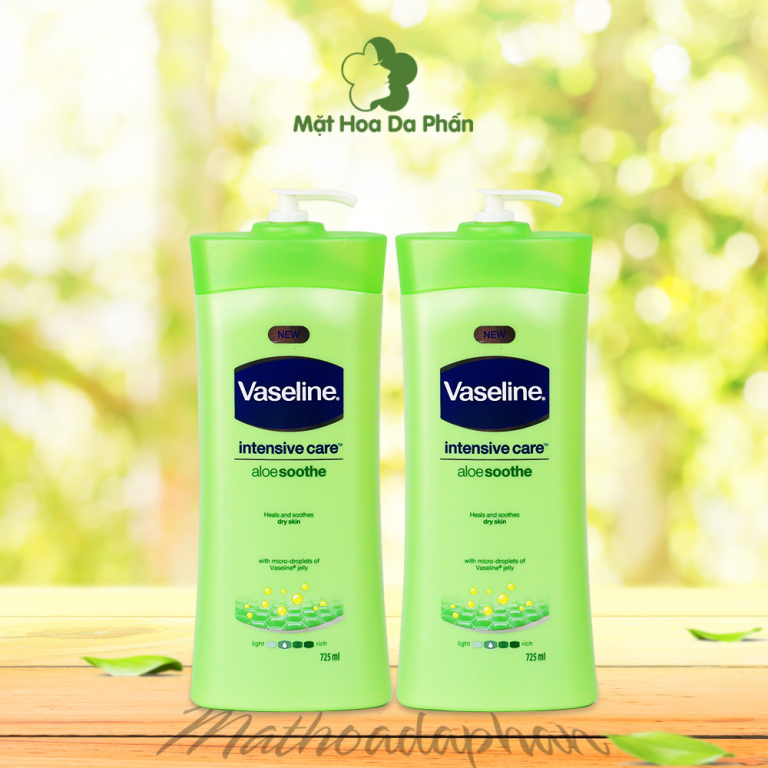 Mặt Hoa Da Phấn
NEW
Vaseline®
intensive care™
aloe soothe
Heals and soothes
dry skin
with micro-droplets of
Vaseline® jelly
light
rich
725 ml
NEW
Vaseline®
intensive care™
aloe soothe
Heals and soothes
dry skin
with micro-droplets of
Vaseline® jelly
light
rich
725 ml
Mathoadaphan